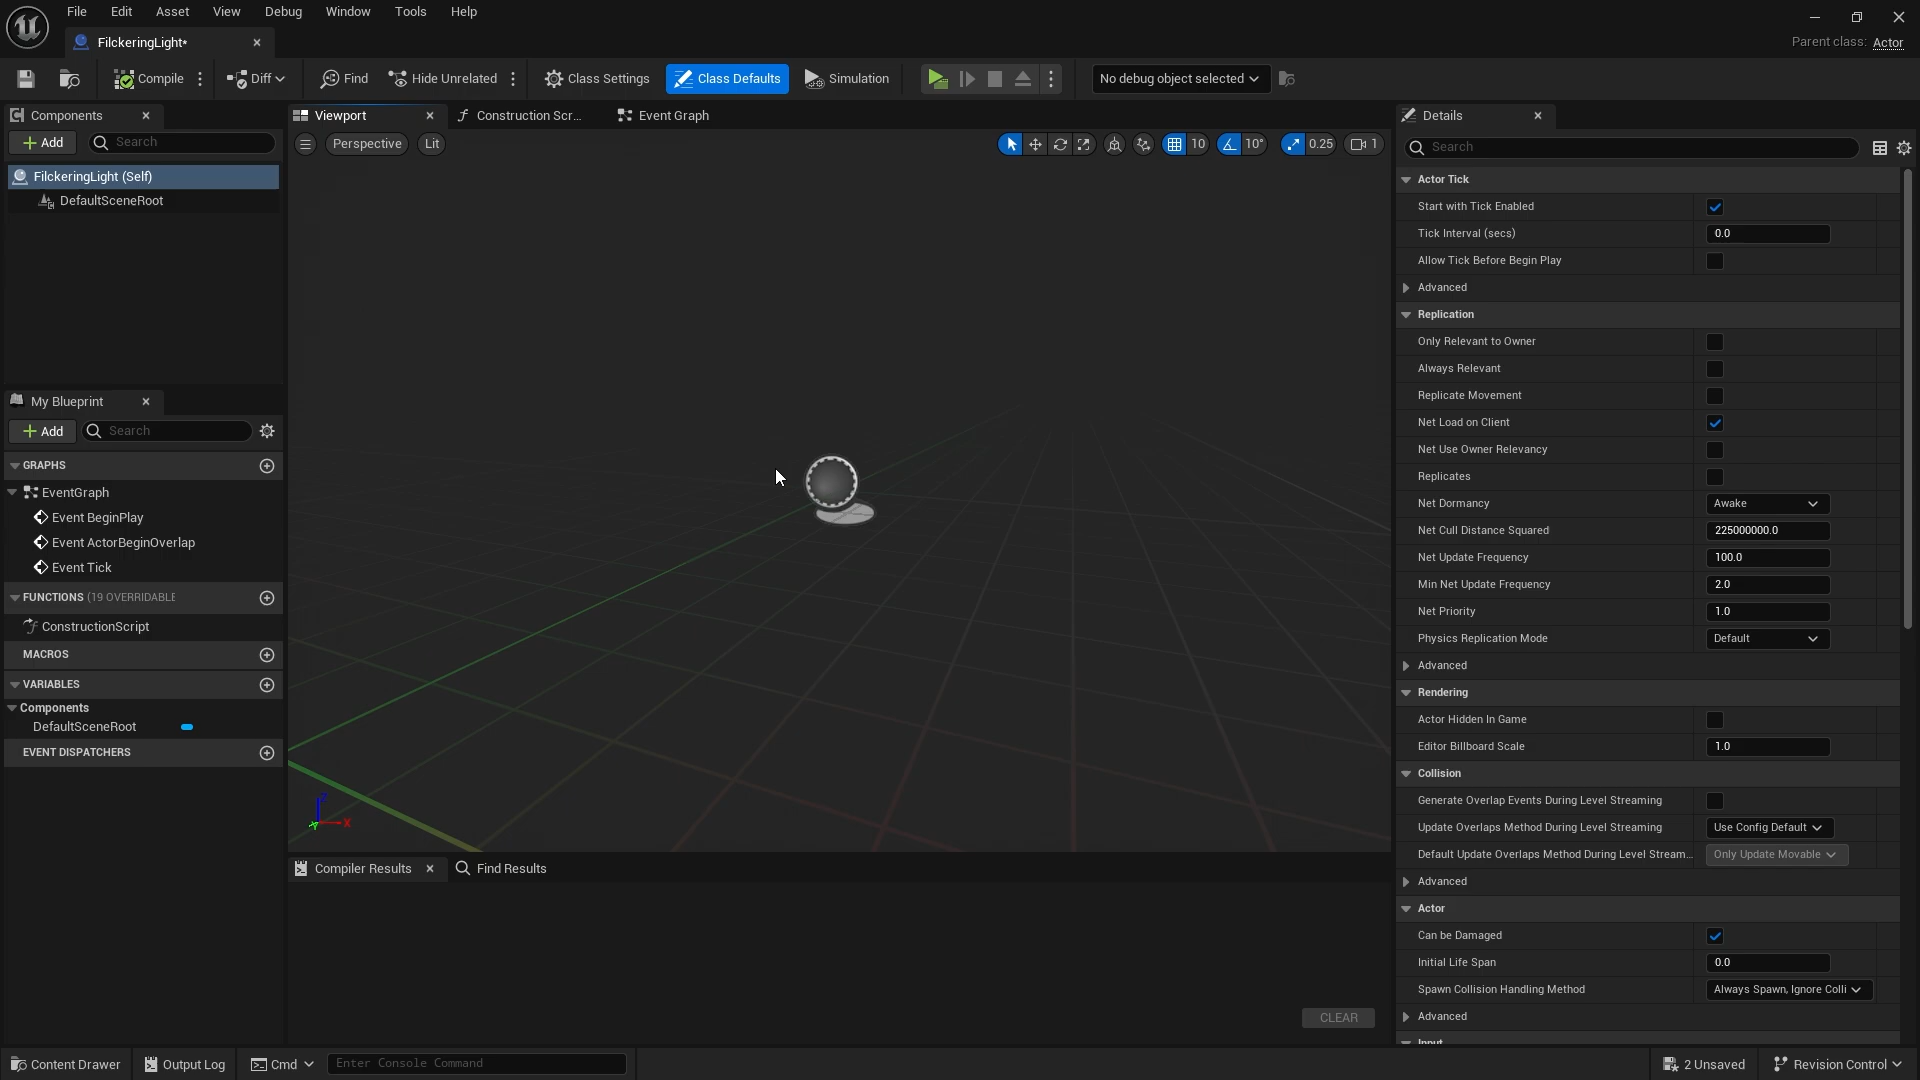 File Edit Asset View Debug Window Tools Help
FilckeringLight*
Parent class: Actor
Compile Diff Find Hide Unrelated Class Settings Class Defaults Simulation No debug object selected
Components
Add Search
FilckeringLight (Self)
DefaultSceneRoot
My Blueprint
Add Search
GRAPHS
EventGraph
Event BeginPlay
Event ActorBeginOverlap
Event Tick
FUNCTIONS (19 OVERRIDABLE
ConstructionScript
MACROS
VARIABLES
Components
DefaultSceneRoot
EVENT DISPATCHERS
Viewport Construction Scr... Event Graph
Perspective Lit 10 10° 0.25 1
Z
X
Y
Compiler Results Find Results
CLEAR
Details
Search
Actor Tick
Start with Tick Enabled
Tick Interval (secs) 0.0
Allow Tick Before Begin Play
Advanced
Replication
Only Relevant to Owner
Always Relevant
Replicate Movement
Net Load on Client
Net Use Owner Relevancy
Replicates
Net Dormancy Awake
Net Cull Distance Squared 225000000.0
Net Update Frequency 100.0
Min Net Update Frequency 2.0
Net Priority 1.0
Physics Replication Mode Default
Advanced
Rendering
Actor Hidden In Game
Editor Billboard Scale 1.0
Collision
Generate Overlap Events During Level Streaming
Update Overlaps Method During Level Streaming Use Config Default
Default Update Overlaps Method During Level Stream... Only Update Movable
Advanced
Actor
Can be Damaged
Initial Life Span 0.0
Spawn Collision Handling Method Always Spawn, Ignore Colli
Advanced
Input
Content Drawer Output Log Cmd Enter Console Command 2 Unsaved Revision Control